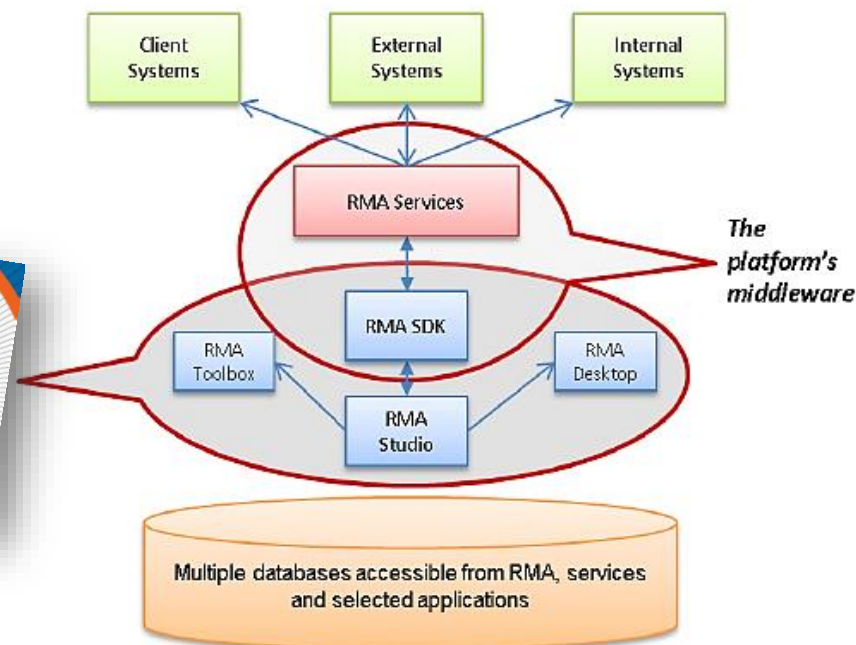 Client
Systems
External
Systems
Internal
Systems
RMA Services
The
platform's
middleware
RMA SDK
RMA
Toolbox
RMA
Desktop
RMA
Studio
Multiple databases accessible from RMA, services
and selected applications